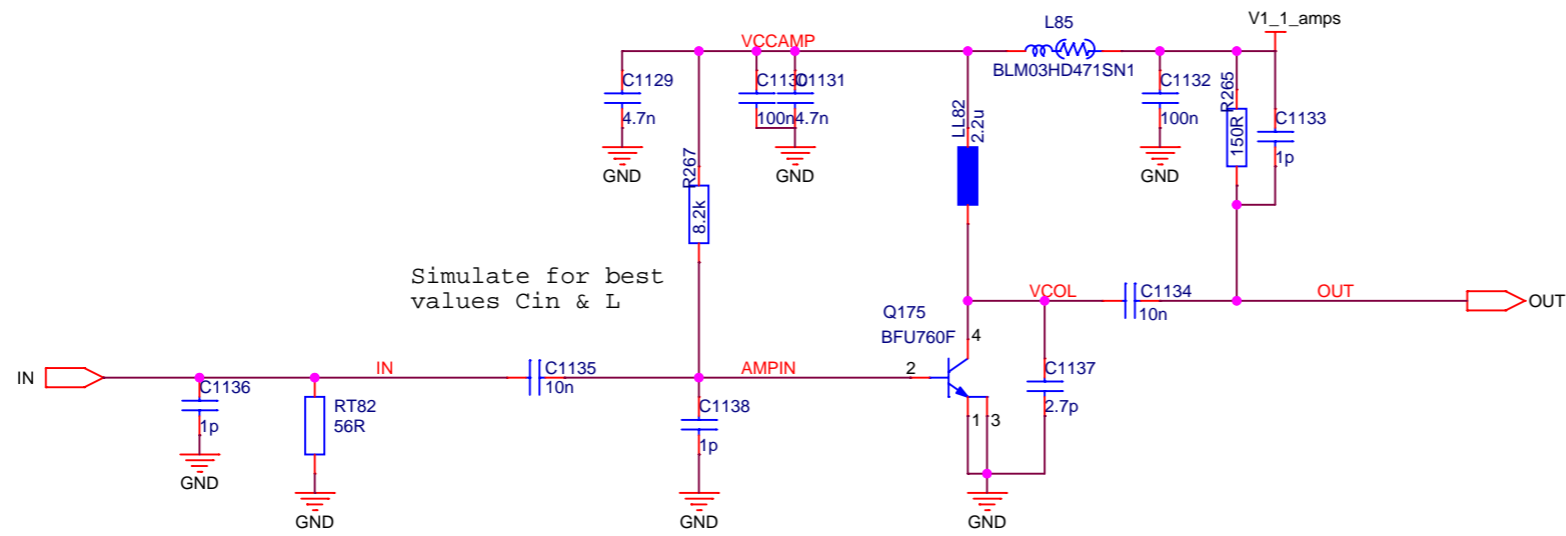 V1_1_amps
L85
VCCAMP
BLM03HD471SN1
C1129
4.7n
C1130
100n
C1131
4.7n
C1132
100n
R265
150R
C1133
1p
LL82
2.2u
GND
GND
GND
R267
8.2k
Simulate for best
values Cin & L
VCOL
C1134
10n
OUT
OUT
Q175
BFU760F
4
IN
IN
C1135
10n
AMPIN
2
C1137
2.7p
C1136
1p
RT82
56R
C1138
1p
1
3
GND
GND
GND
GND